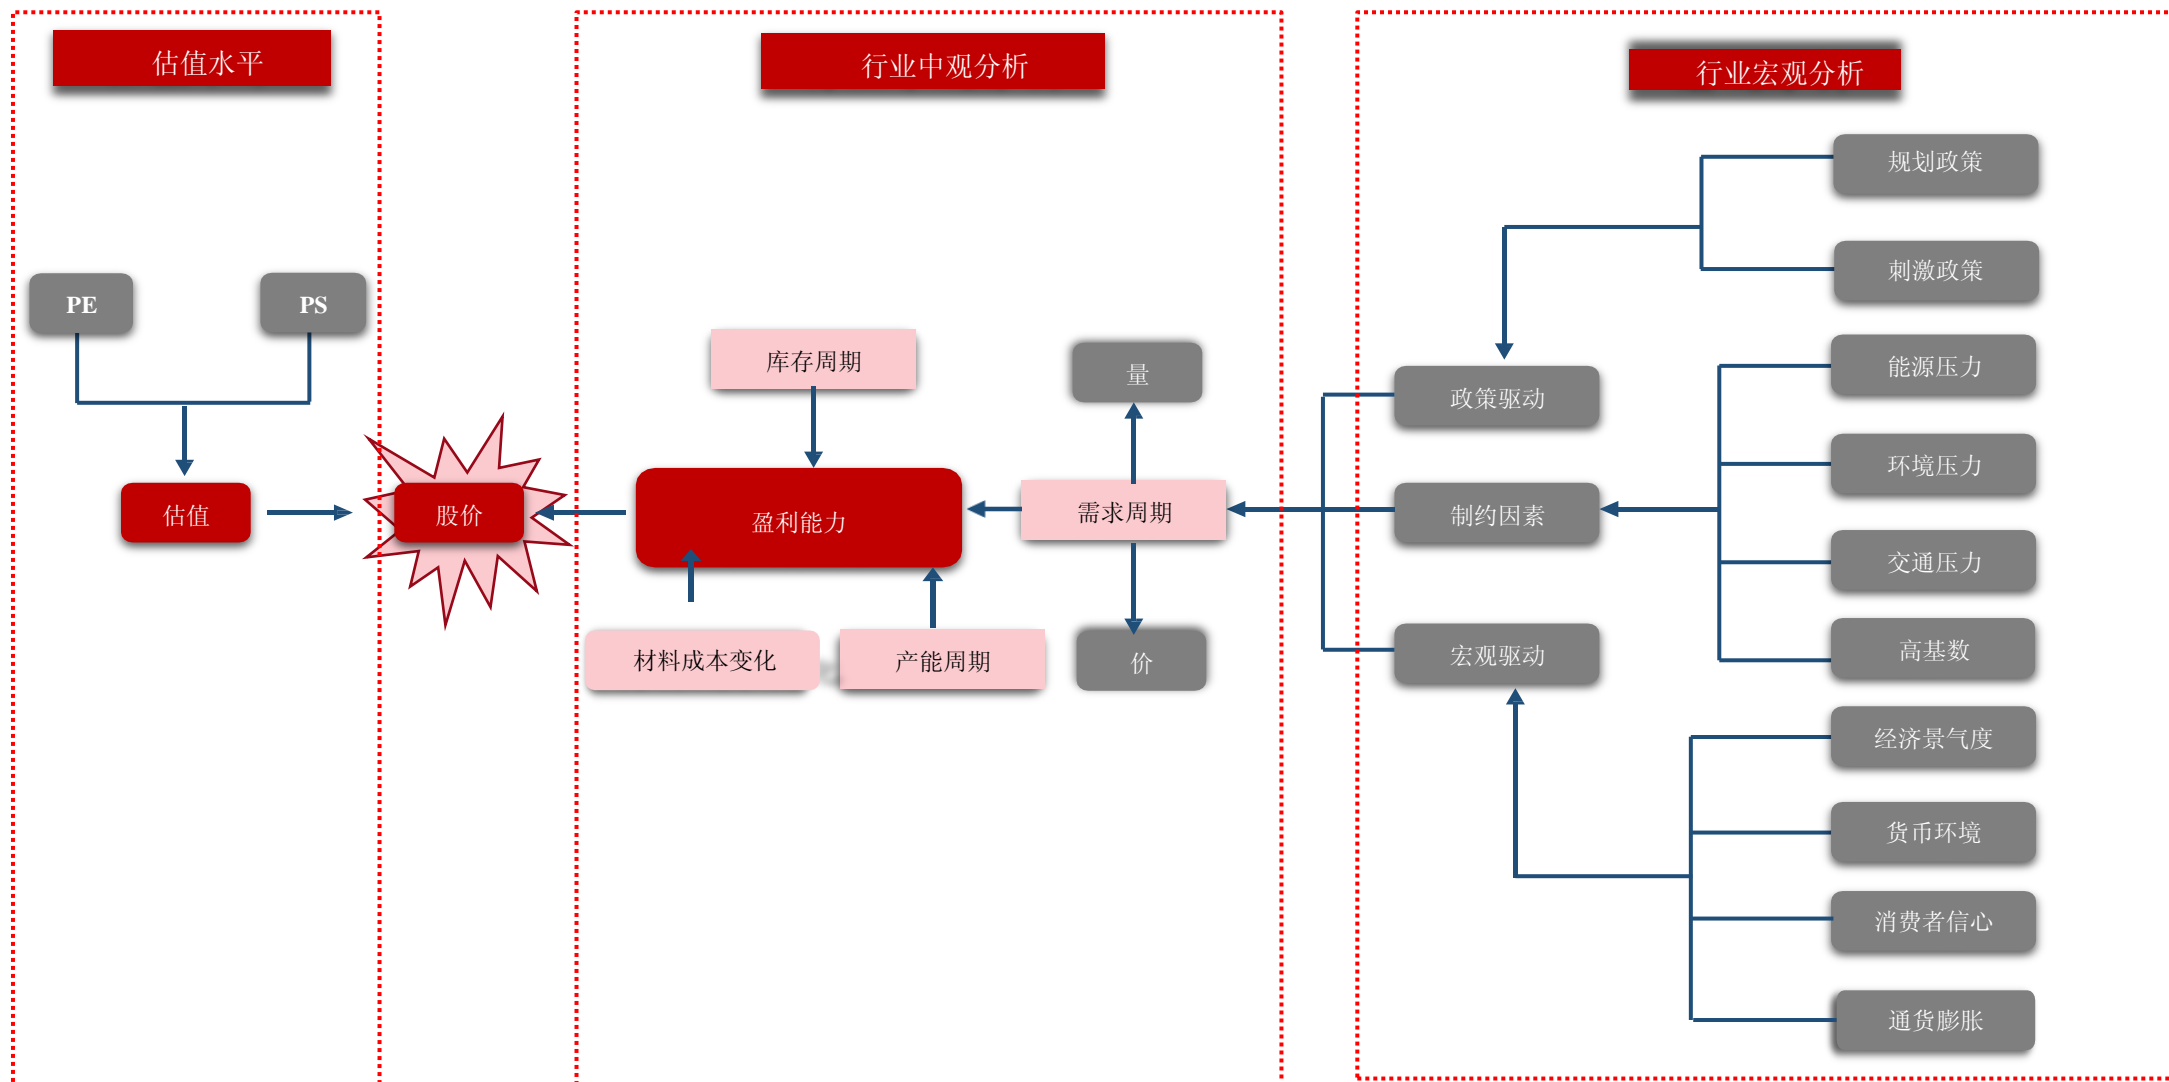 估值水平
行业中观分析
行业宏观分析
PE
PS
估值
股价
库存周期
盈利能力
材料成本变化
产能周期
量
需求周期
价
政策驱动
制约因素
宏观驱动
规划政策
刺激政策
能源压力
环境压力
交通压力
高基数
经济景气度
货币环境
消费者信心
通货膨胀